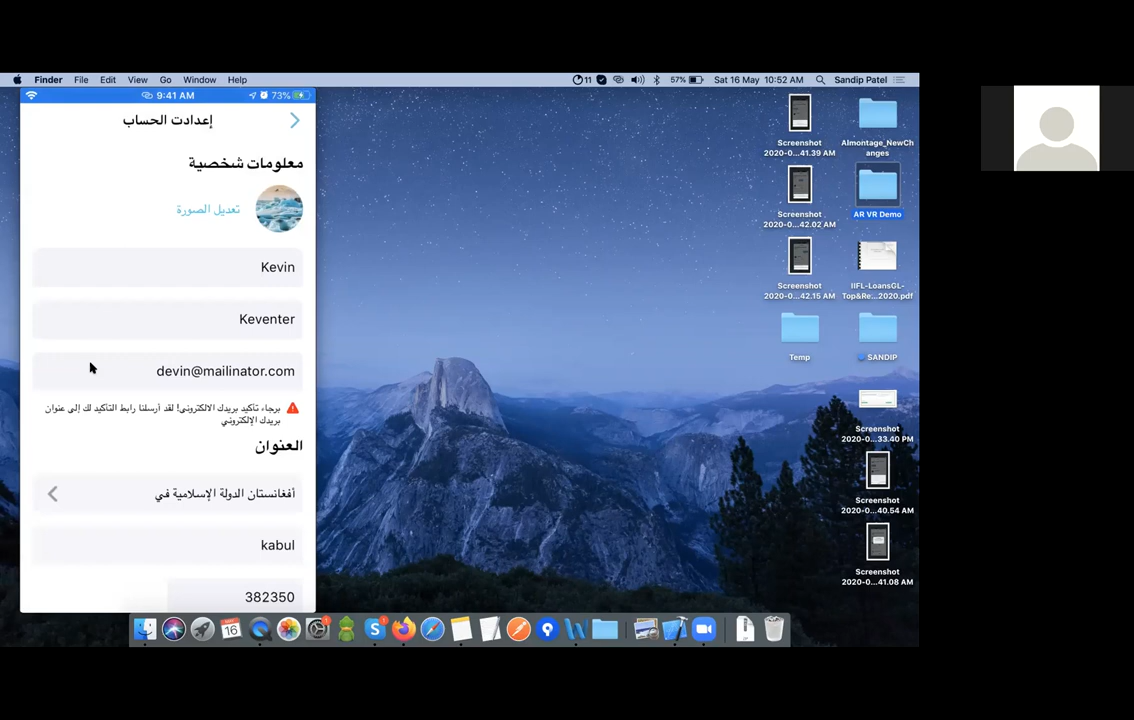 Finder File Edit View Go Window Help
11 57% Sat 16 May 10:52 AM Sandip Patel
9:41 AM 73%
إعدادت الحساب
معلومات شخصية
تعديل الصورة
Kevin
Keventer
devin@mailinator.com
برجاء تأكيد بريدك الالكتروني! لقد أرسلنا رابط التأكيد لك إلى عنوان
بريدك الإلكتروني
العنوان
أفغانستان الدولة الإسلامية في
kabul
382350
Screenshot
2020-0...41.39 AM
AImontage_NewCh
anges
Screenshot
2020-0...42.02 AM
AR VR Demo
Screenshot
2020-0...42.15 AM
IIFL-LoansGL-
Top&Re...2020.pdf
Temp
SANDIP
Screenshot
2020-0...33.40 PM
Screenshot
2020-0...40.54 AM
Screenshot
2020-0...41.08 AM
MAY
16